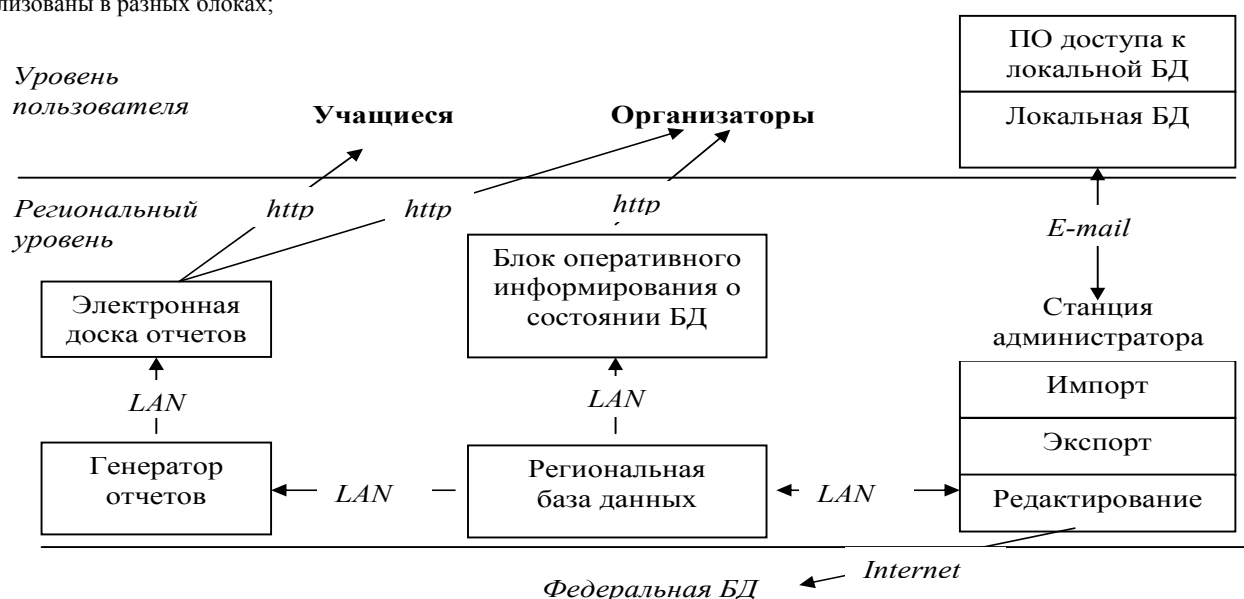 лизованы в разных блоках;
ПО доступа к
локальной БД
Уровень
пользователя
Учащиеся
Организаторы
Локальная БД
Региональный
уровень
http
http
http
E-mail
Блок оперативного
информирования о
состоянии БД
Электронная
доска отчетов
Станция
администратора
LAN
LAN
Импорт
Экспорт
Редактирование
Генератор
отчетов
LAN
Региональная
база данных
LAN
Internet
Федеральная БД